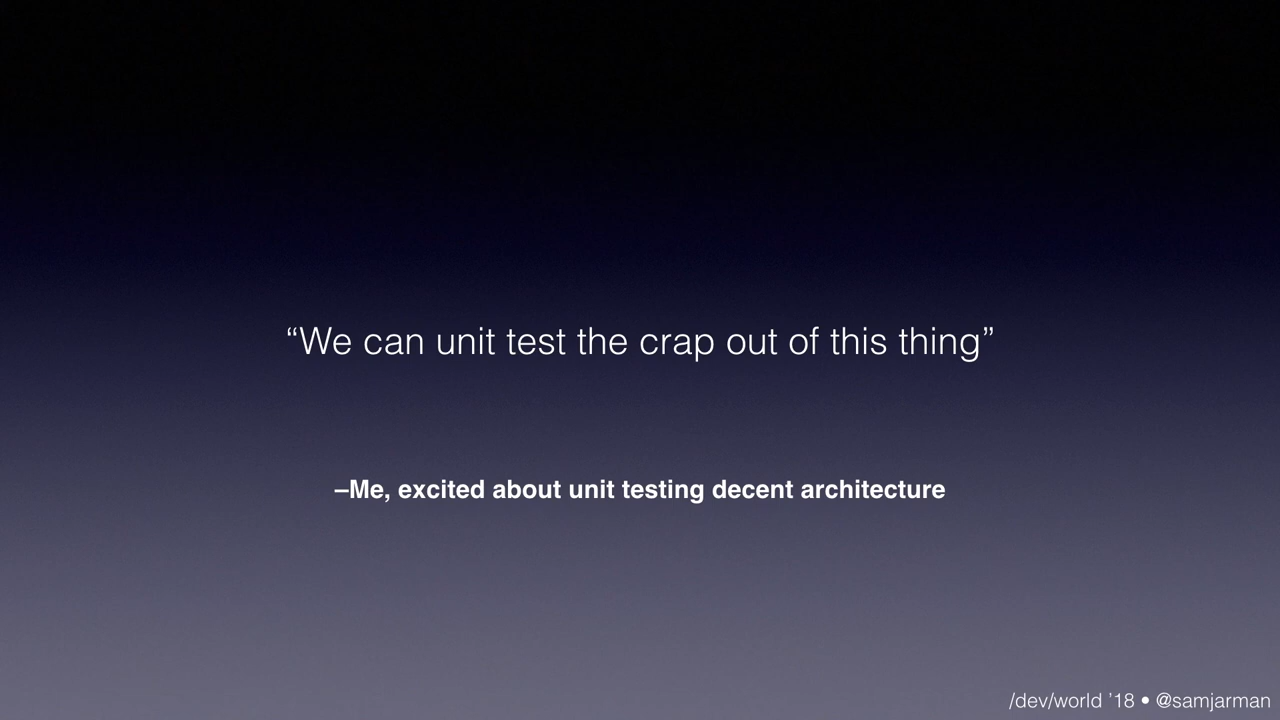 “We can unit test the crap out of this thing”
–Me, excited about unit testing decent architecture
/dev/world ’18 • @samjarman